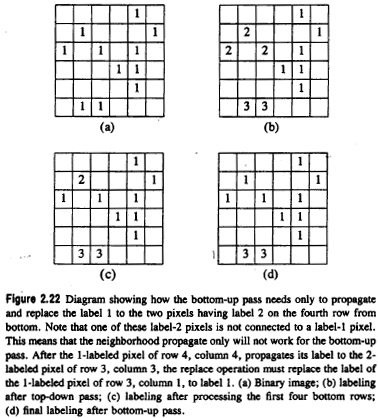 1
1 1
1 1 1
1 1
1
1 1
(a)
1
2 1
2 2 1
1 1
1
3 3
(b)
1
2 1 1
1 1 1
1 1
1
3 3
(c)
1
1 1
1 1 1
1 1
1
3 3
(d)
Figure 2.22 Diagram showing how the bottom-up pass needs only to propagate
and replace the label 1 to the two pixels having label 2 on the fourth row from
bottom. Note that one of these label-2 pixels is not connected to a label-1 pixel.
This means that the neighborhood propagate only will not work for the bottom-up
pass. After the 1-labeled pixel of row 4, column 4, propagates its label to the 2-
labeled pixel of row 3, column 3, the replace operation must replace the label of
the 1-labeled pixel of row 3, column 1, to label 1. (a) Binary image; (b) labeling
after top-down pass; (c) labeling after processing the first four bottom rows;
(d) final labeling after bottom-up pass.